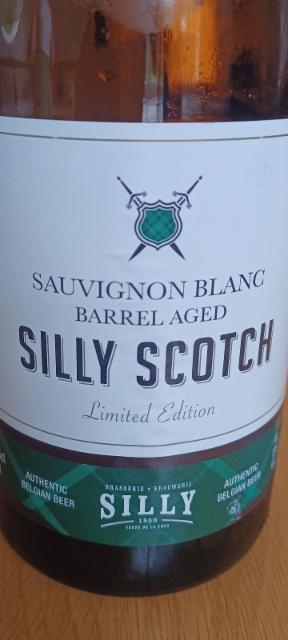 SAUVIGNON BLANC
BARREL AGED
SILLY SCOTCH
Limited Edition
AUTHENTIC
BELGIAN BEER
BRASSERIE • BROUWERIJ
SILLY
1850
AUTHENTIC
BELGIAN BEER